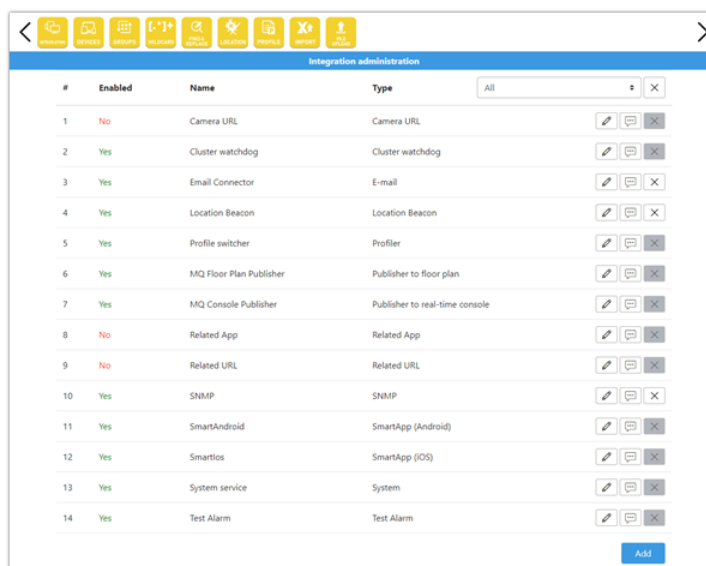 OPERATION DEVICES GROUPS [.*]+ WILDCARD FIND & REPLACE LOCATION PROFILE IMPORT FILE UPLOAD
Integration administration
# Enabled Name Type All
1 No Camera URL Camera URL
2 Yes Cluster watchdog Cluster watchdog
3 Yes Email Connector E-mail
4 Yes Location Beacon Location Beacon
5 Yes Profile switcher Profiler
6 Yes MQ Floor Plan Publisher Publisher to floor plan
7 Yes MQ Console Publisher Publisher to real-time console
8 No Related App Related App
9 No Related URL Related URL
10 Yes SNMP SNMP
11 Yes SmartAndroid SmartApp (Android)
12 Yes SmartIos SmartApp (iOS)
13 Yes System service System
14 Yes Test Alarm Test Alarm
Add